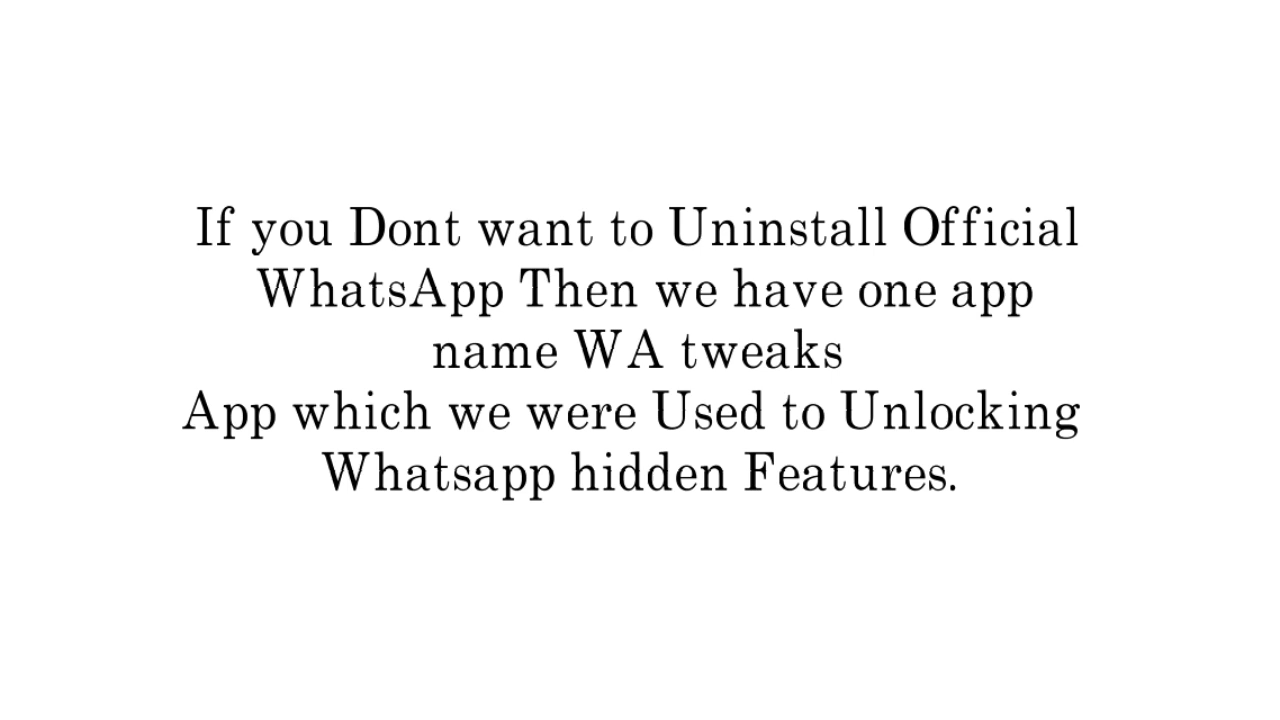 If you Dont want to Uninstall Official
WhatsApp Then we have one app
name WA tweaks
App which we were Used to Unlocking
Whatsapp hidden Features.